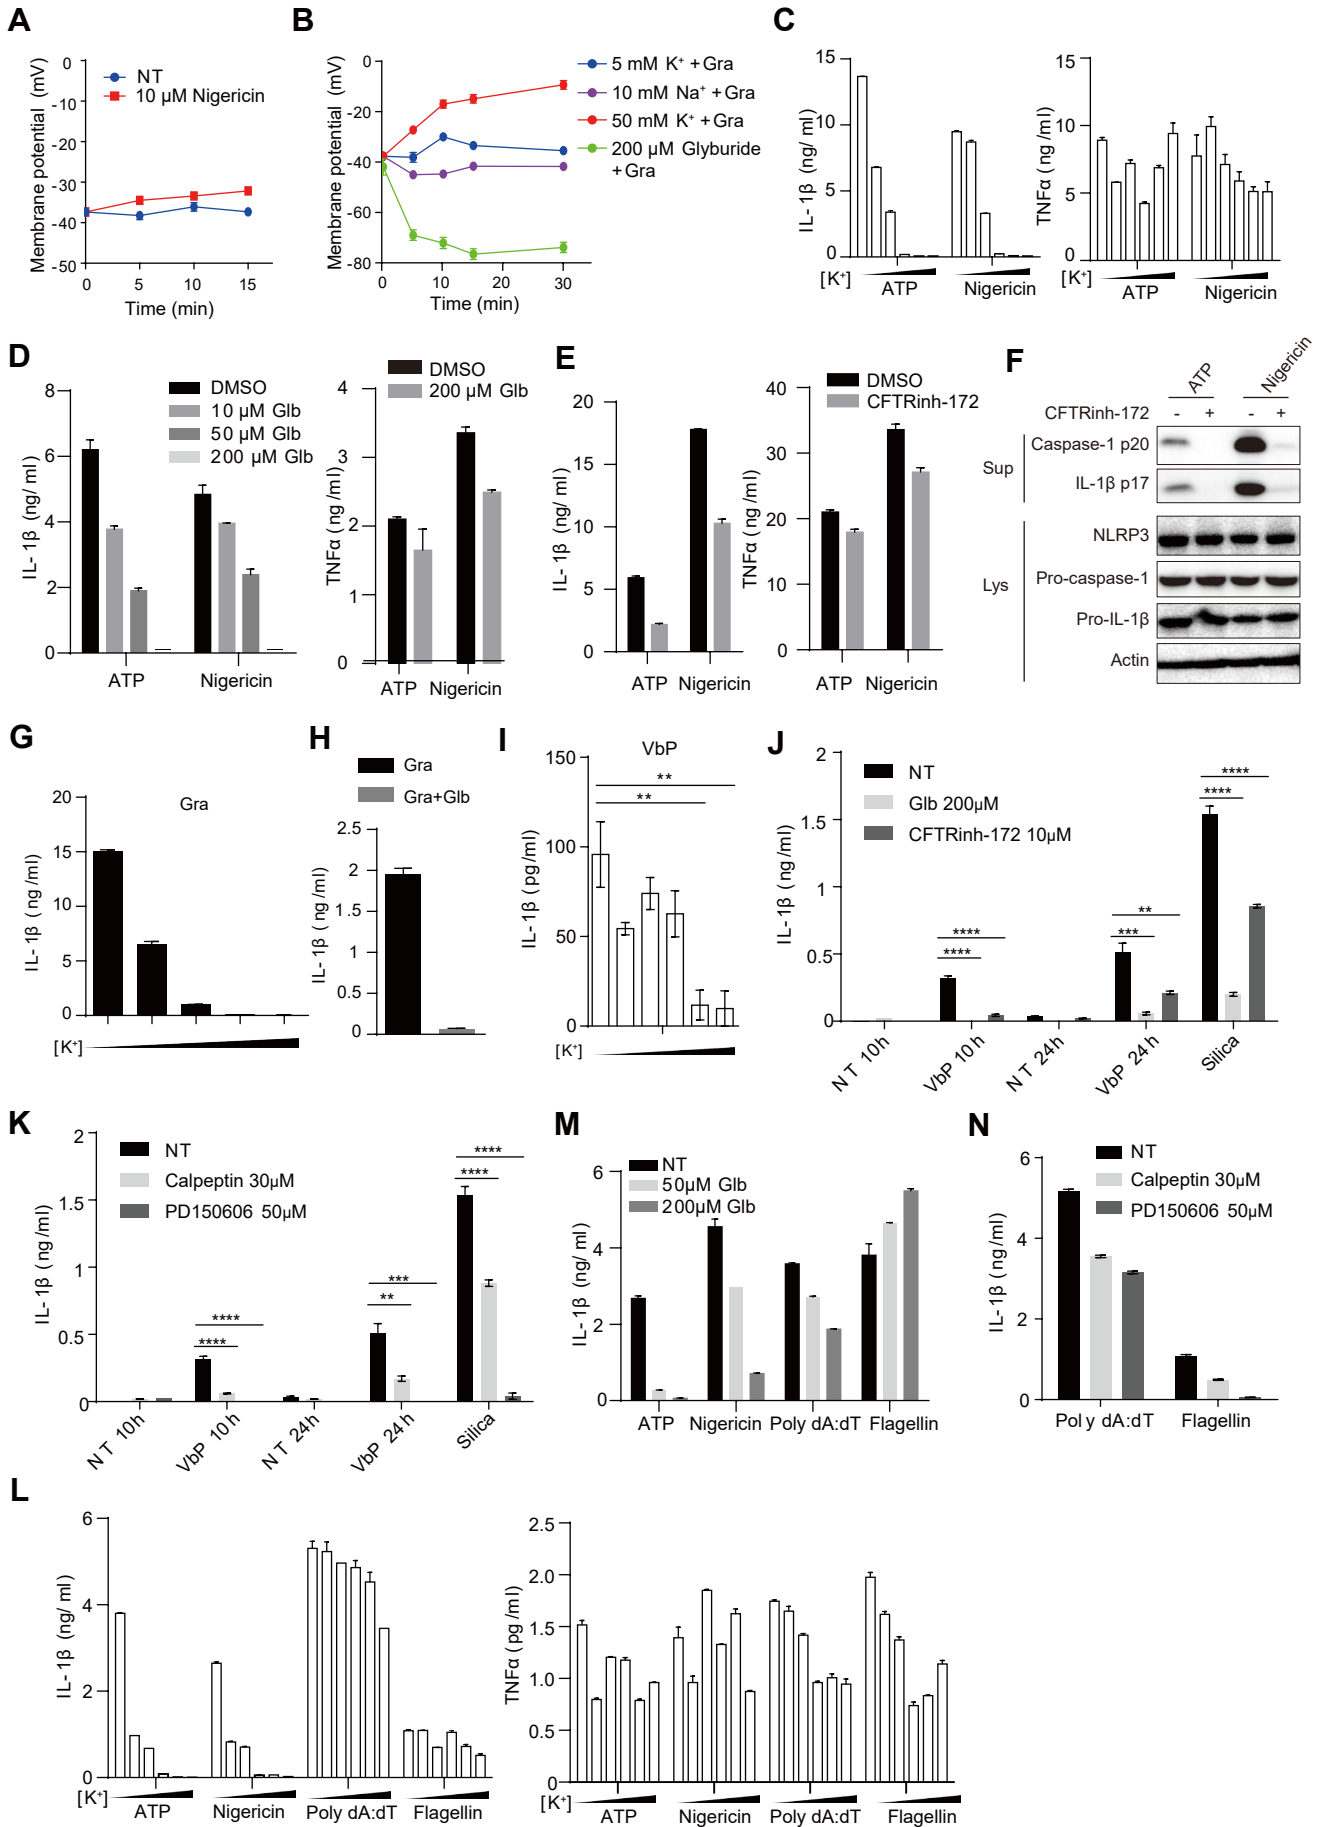 A
Membrane potential (mV)
0
-10
-20
-30
-40
-50
NT
10 µM Nigericin
0 5 10 15
Time (min)
B
Membrane potential (mV)
0
-20
-40
-60
-80
0 10 20 30
Time (min)
5 mM K⁺ +Gra
10 mM Na⁺ +Gra
50 mM K⁺ +Gra
200 µM Glyburide
+Gra
C
IL-1β (ng/ml)
15
10
5
0
[K⁺]
ATP Nigericin
TNFα (ng/ml)
15
10
5
0
[K⁺]
ATP Nigericin
D
IL-1β (ng/ml)
8
6
4
2
0
DMSO
10 µM Glb
50 µM Glb
200 µM Glb
ATP Nigericin
DMSO
200 µM Glb
TNFα (ng/ml)
4
3
2
1
0
ATP Nigericin
E
IL-1β (ng/ml)
20
15
10
5
0
ATP Nigericin
DMSO
CFTRinh-172
TNFα (ng/ml)
40
30
20
10
0
ATP Nigericin
F
ATP Nigericin
CFTRinh-172 - + - +
Sup
Caspase-1 p20
IL-1β p17
Lys
NLRP3
Pro-caspase-1
Pro-IL-1β
Actin
G
Gra
IL-1β (ng/ml)
20
15
10
5
0
[K⁺]
H
Gra
Gra+Glb
IL-1β (ng/ml)
2.5
2
1.5
1
0.5
0
I
VbP
IL-1β (pg/ml)
150
100
50
0
**
**
[K⁺]
J
IL-1β (ng/ml)
2
1.5
1
0.5
0
NT
Glb 200µM
CFTRinh-172 10µM
****
****
**
***
****
****
NT 10h VbP 10h NT 24h VbP 24h Silica
K
IL-1β (ng/ml)
2
1.5
1
0.5
0
NT
Calpeptin 30µM
PD150606 50µM
****
****
***
**
****
****
NT 10h VbP 10h NT 24h VbP 24h Silica
M
IL-1β (ng/ml)
6
4
2
0
NT
50µM Glb
200µM Glb
ATP Nigericin Poly dA:dT Flagellin
N
IL-1β (ng/ml)
6
4
2
0
NT
Calpeptin 30µM
PD150606 50µM
Poly dA:dT Flagellin
L
IL-1β (ng/ml)
6
4
2
0
[K⁺]
ATP Nigericin Poly dA:dT Flagellin
TNFα (pg/ml)
2.5
2.0
1.5
1.0
0.5
0
[K⁺]
ATP Nigericin Poly dA:dT Flagellin